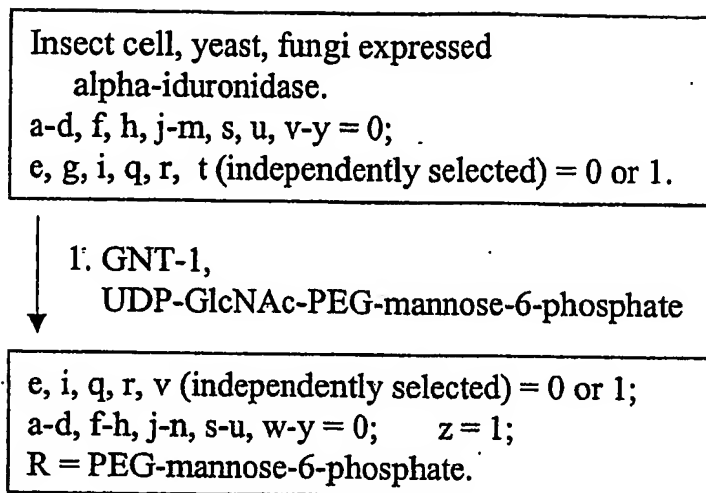 Insect cell, yeast, fungi expressed
alpha-iduronidase.
a-d, f, h, j-m, s, u, v-y = 0;
e, g, i, q, r, t (independently selected) = 0 or 1.
1. GNT-1,
UDP-GlcNAc-PEG-mannose-6-phosphate
e, i, q, r, v (independently selected) = 0 or 1;
a-d, f-h, j-n, s-u, w-y = 0; z = 1;
R = PEG-mannose-6-phosphate.